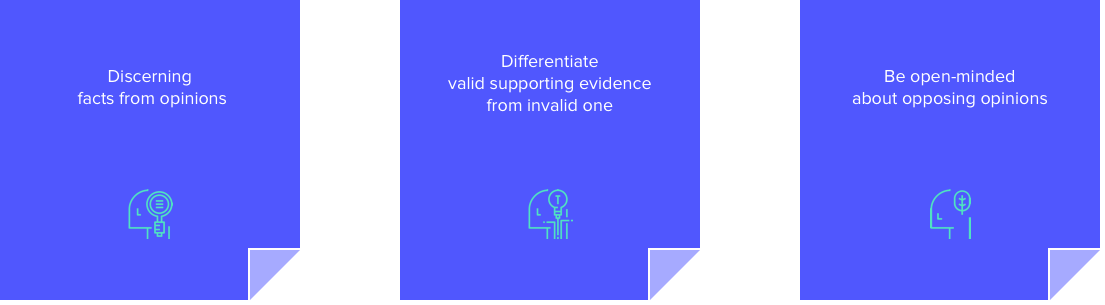 Discerning
facts from opinions
Differentiate
valid supporting evidence
from invalid one
Be open-minded
about opposing opinions